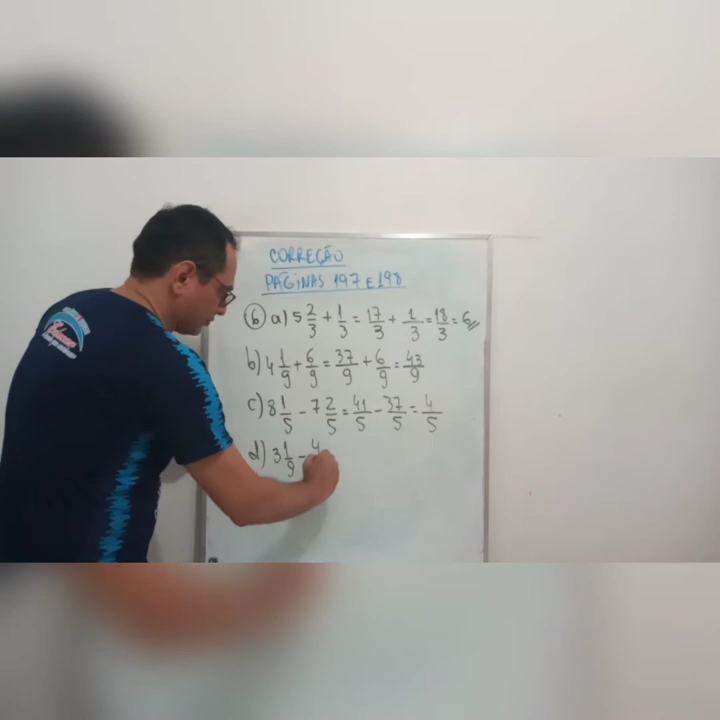 CORREÇÃO
PÁGINAS 197 E 198
6 a) 5 2/3 + 1/3 = 17/3 + 1/3 = 18/3 = 6//
b) 4 1/9 + 6/9 = 37/9 + 6/9 = 43/9
c) 8 1/5 - 7 2/5 = 41/5 - 37/5 = 4/5
d) 3 1/9 - 4